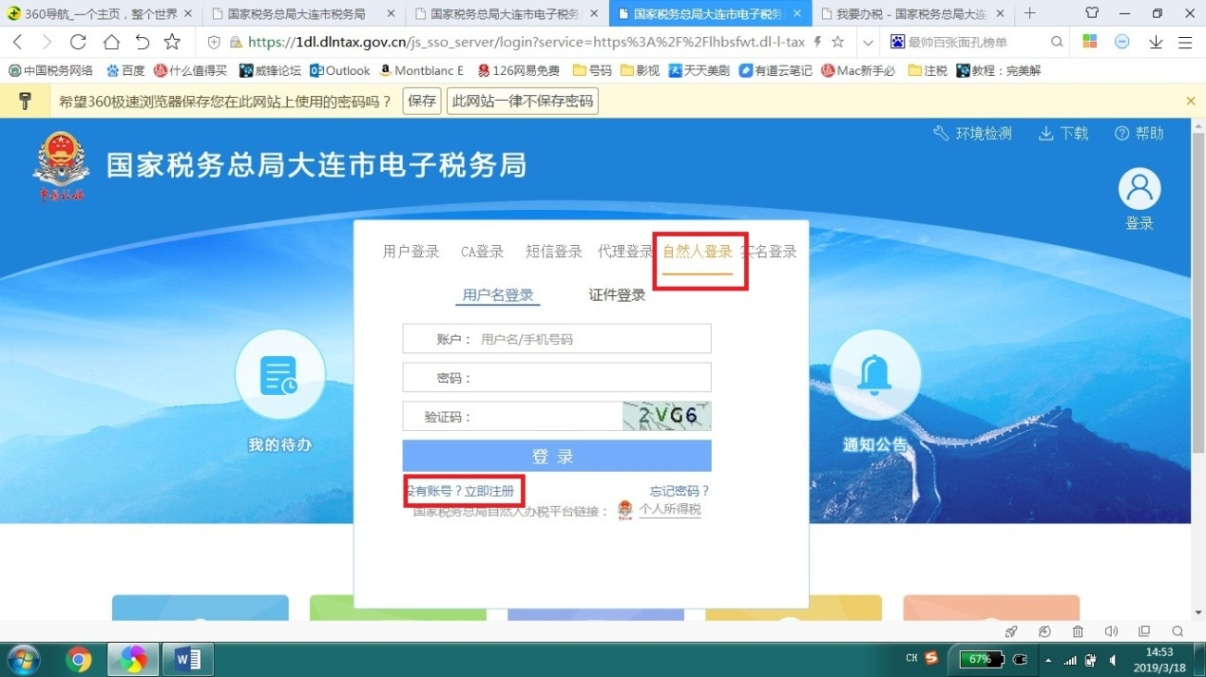 360导航_一个主页，整个世界
国家税务总局大连市税务局
国家税务总局大连市电子税务
国家税务总局大连市电子税务
我要办税 - 国家税务总局大连
https://1dl.dlntax.gov.cn/js_sso_server/login?service=https%3A%2F%2Flhbsfwt.dl-l-tax
最帅百张面孔榜单
中国税务网络 百度 什么值得买 威锋论坛 Outlook Montblanc E 126网易免费 号码 影视 天天美剧 有道云笔记 Mac新手必 注税 教程：完美解
希望360极速浏览器保存您在此网站上使用的密码吗？ 保存 此网站一律不保存密码
环境检测 下载 帮助
国家税务总局大连市电子税务局
登录
用户登录 CA登录 短信登录 代理登录 自然人登录 实名登录
用户名登录 证件登录
账户： 用户名/手机号码
密码：
验证码： 2VG6
登 录
没有账号？立即注册 忘记密码？
国家税务总局自然人办税平台链接： 个人所得税
我的待办
通知公告
CH 67% 14:53
2019/3/18